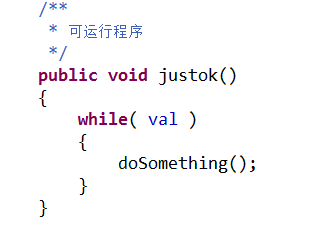 /**
 * 可运行程序
 */
public void justok()
{
    while( val )
    {
        doSomething();
    }
}